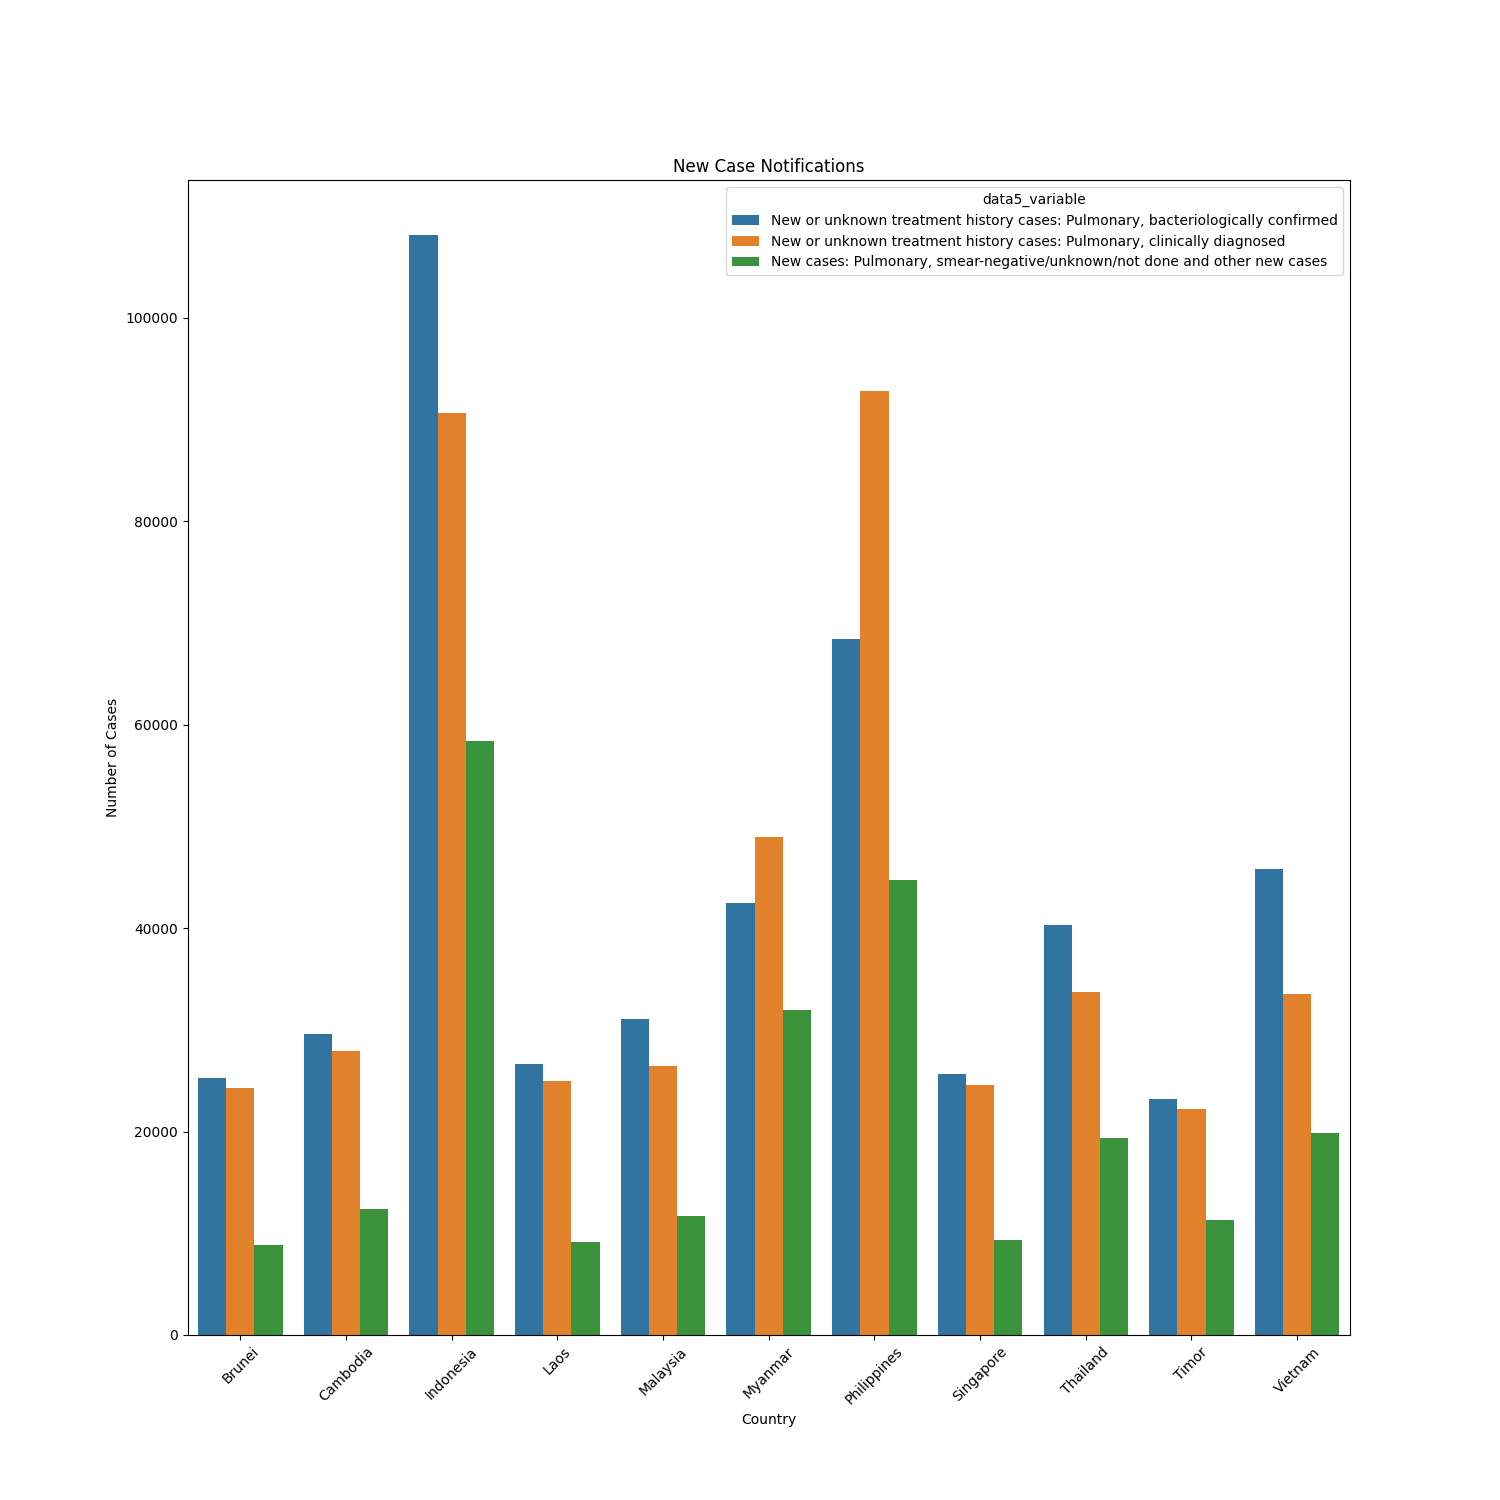 New Case Notifications
data5_variable
New or unknown treatment history cases: Pulmonary, bacteriologically confirmed
New or unknown treatment history cases: Pulmonary, clinically diagnosed
New cases: Pulmonary, smear-negative/unknown/not done and other new cases
100000
80000
60000
40000
20000
0
Number of Cases
Brunei
Cambodia
Indonesia
Laos
Malaysia
Myanmar
Philippines
Singapore
Thailand
Timor
Vietnam
Country